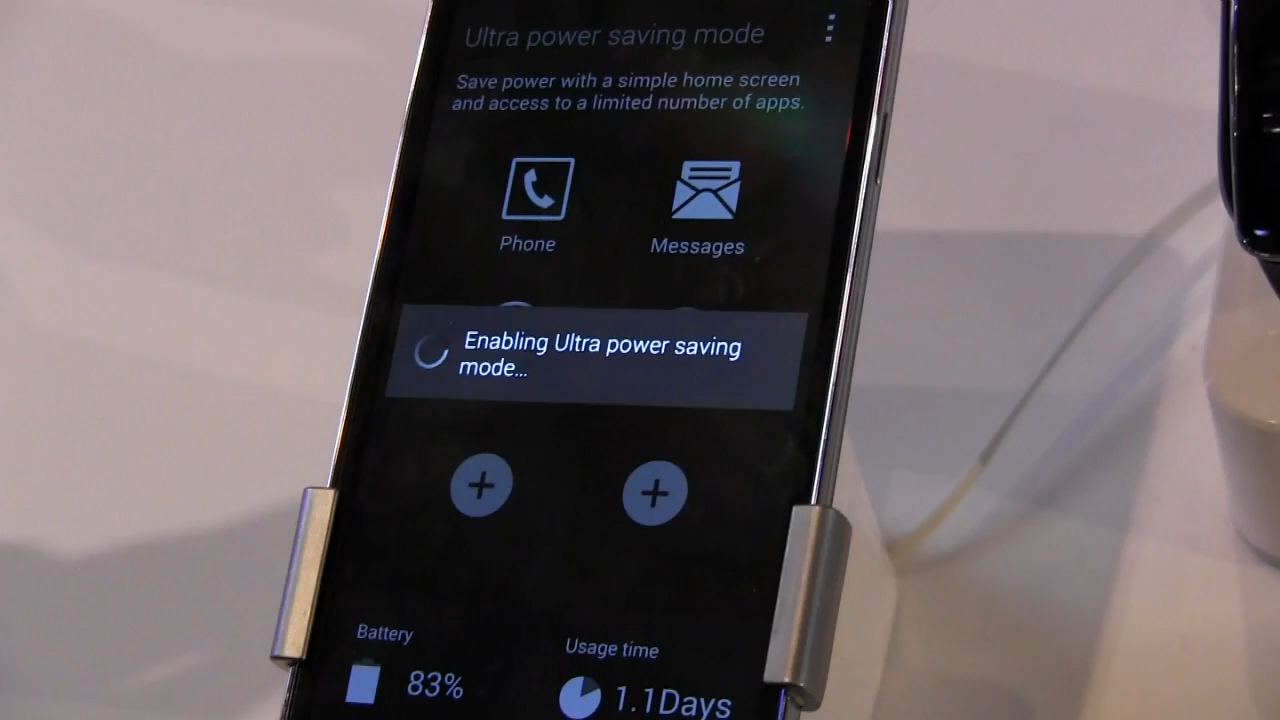 Ultra power saving mode
Save power with a simple home screen
and access to a limited number of apps.
Phone
Messages
Enabling Ultra power saving
mode...
Battery
Usage time
83%
1.1Days